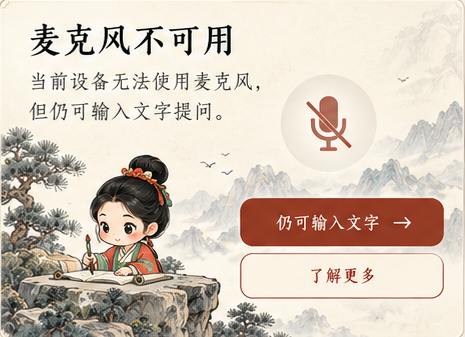 麦克风不可用
当前设备无法使用麦克风，
但仍可输入文字提问。
仍可输入文字 →
了解更多